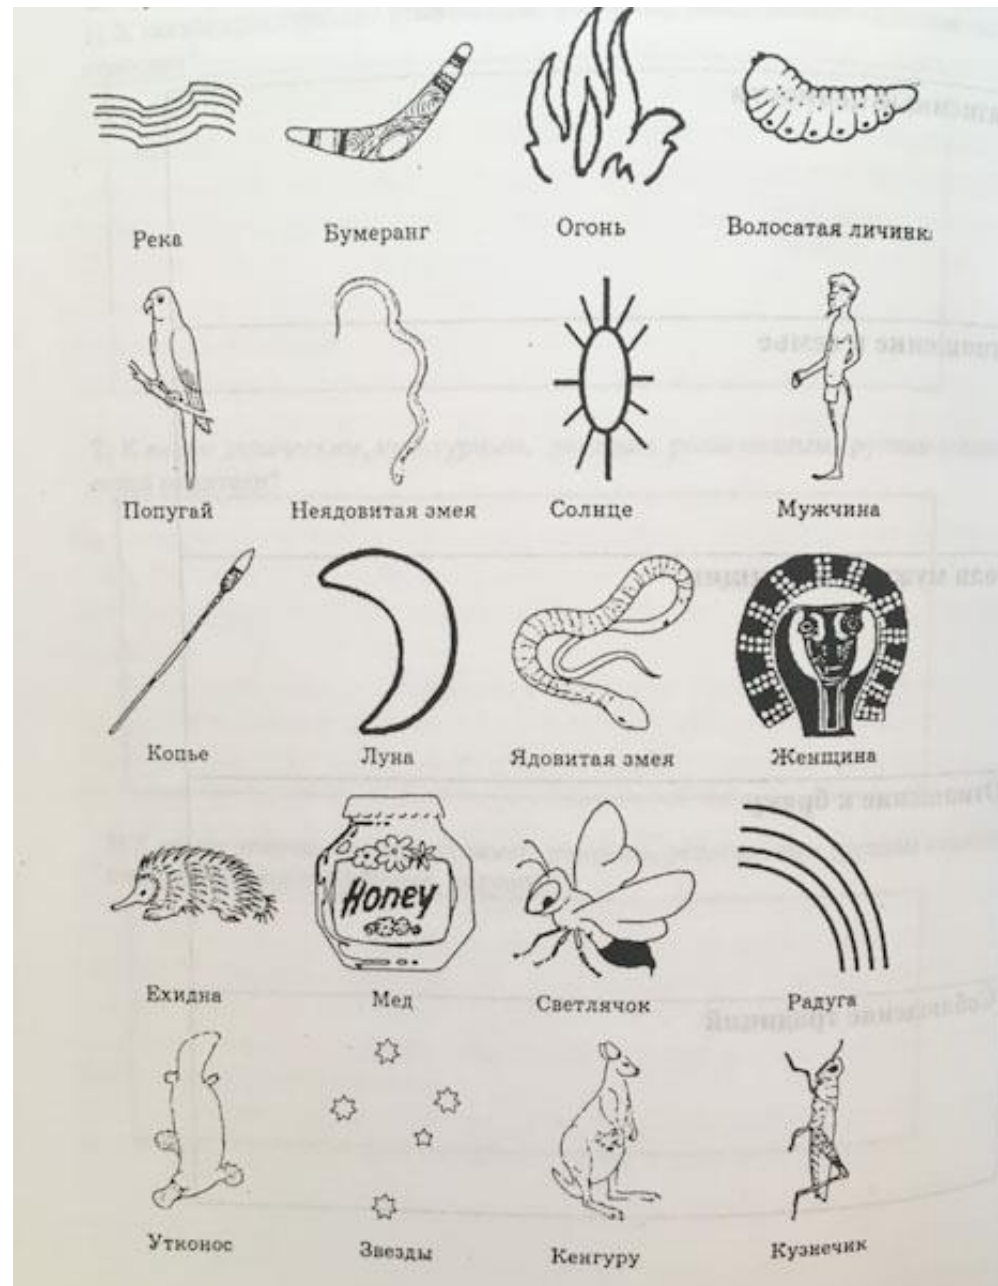 Река Бумеранг Огонь Волосатая личинк
Попугай Неядовитая змея Солнце Мужчина
Копье Луна Ядовитая змея Женщина
Honey
Ехидна Мед Светлячок Радуга
Утконос Звезды Кенгуру Кузнечик